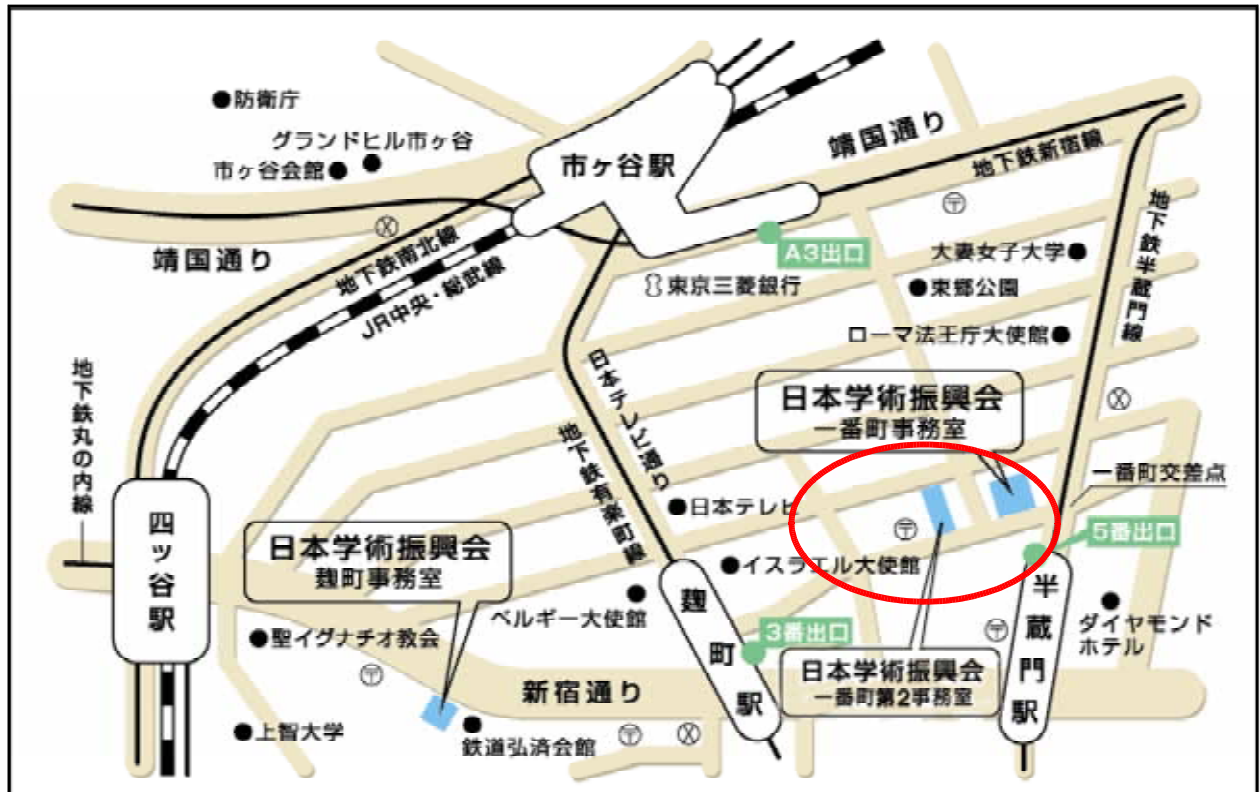 防衛庁
グランドヒル市ヶ谷
市ヶ谷会館
市ヶ谷駅
靖国通り
地下鉄新宿線
靖国通り
地下鉄南北線
JR中央・総武線
A3出口
大妻女子大学
東京三菱銀行
東郷公園
地下鉄半蔵門線
ローマ法王庁大使館
地下鉄丸の内線
日本テレビ通り
地下鉄有楽町線
日本学術振興会
一番町事務室
一番町交差点
日本テレビ
四ッ谷駅
日本学術振興会
麹町事務室
イスラエル大使館
5番出口
ベルギー大使館
麹町駅
半蔵門駅
ダイヤモンド
ホテル
聖イグナチオ教会
3番出口
日本学術振興会
一番町第2事務室
新宿通り
上智大学
鉄道弘済会館